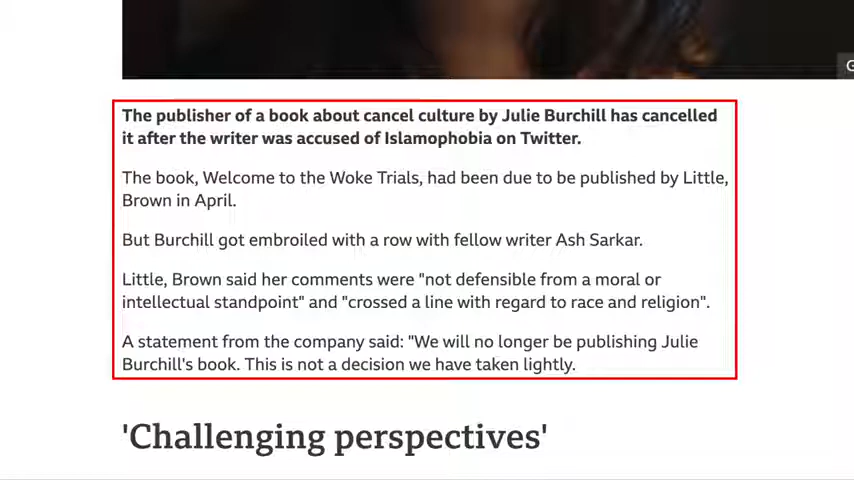 G
The publisher of a book about cancel culture by Julie Burchill has cancelled
it after the writer was accused of Islamophobia on Twitter.
The book, Welcome to the Woke Trials, had been due to be published by Little,
Brown in April.
But Burchill got embroiled with a row with fellow writer Ash Sarkar.
Little, Brown said her comments were "not defensible from a moral or
intellectual standpoint" and "crossed a line with regard to race and religion".
A statement from the company said: "We will no longer be publishing Julie
Burchill's book. This is not a decision we have taken lightly.
'Challenging perspectives'